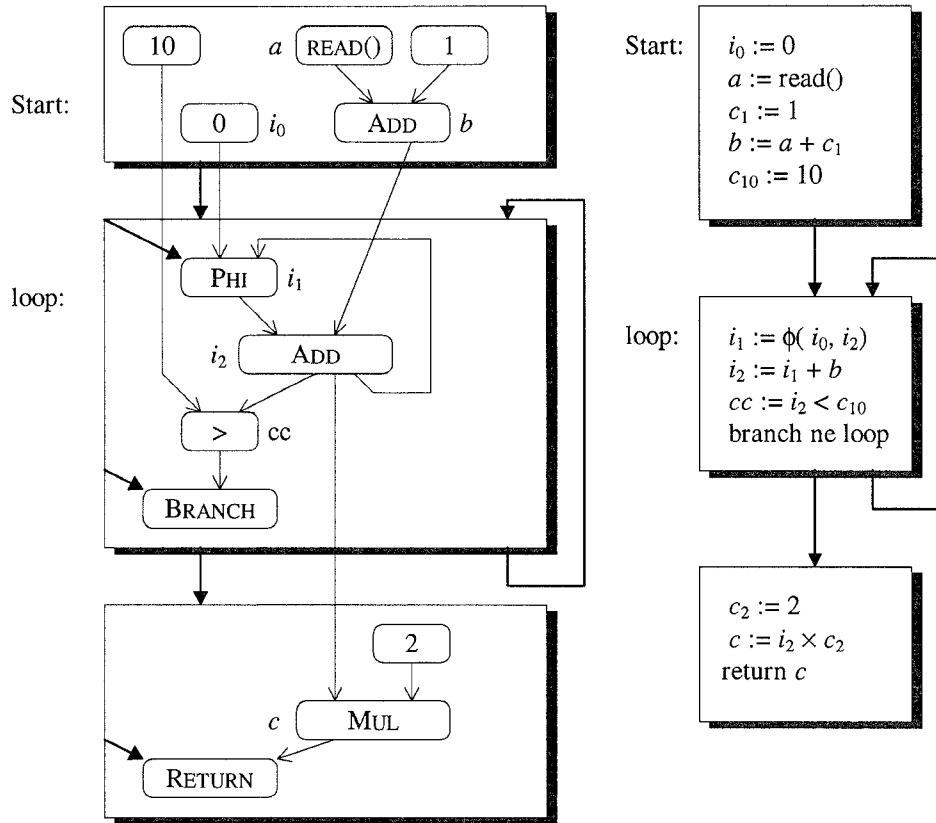 10
a READ() 1
Start:
0 i₀ ADD b
PHI i₁
loop:
i₂ ADD
> cc
BRANCH
2
c MUL
RETURN
Start:
i₀ := 0
a := read()
c₁ := 1
b := a + c₁
c₁₀ := 10
loop:
i₁ := ϕ( i₀, i₂)
i₂ := i₁ + b
cc := i₂ < c₁₀
branch ne loop
c₂ := 2
c := i₂ × c₂
return c